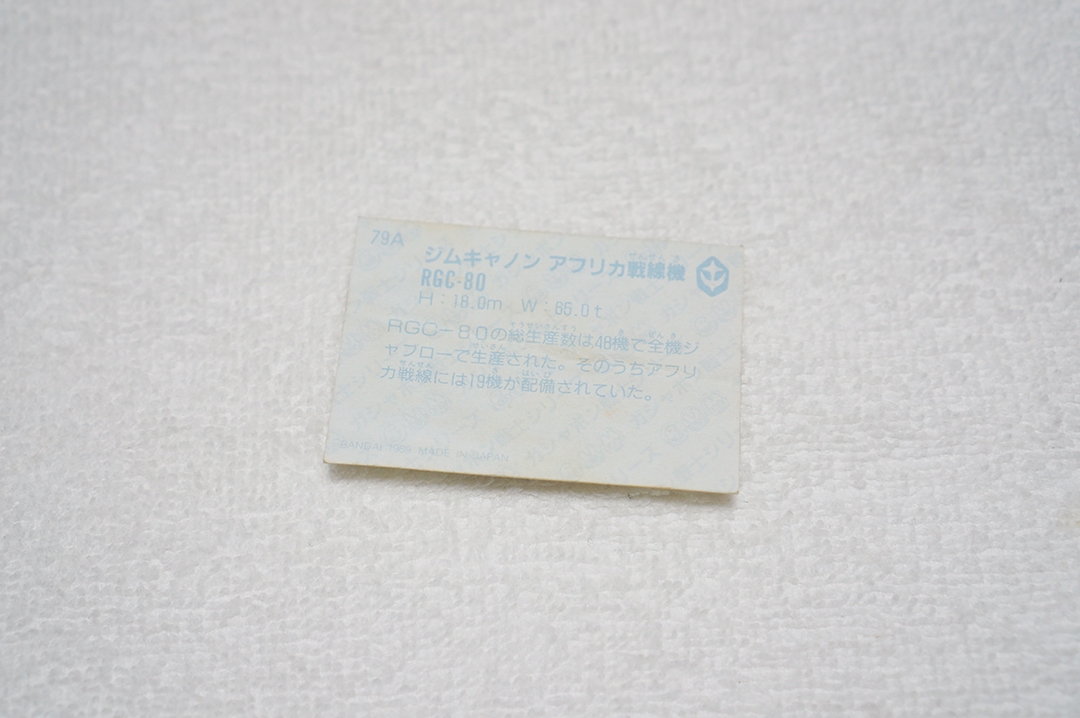 79A
ジムキャノン アフリカ戦線機
RGC-80
H:18.0m W:65.0t
RGC-80の総生産数は48機で全機ジ
ャブローで生産された。そのうちアフリ
カ戦線には19機が配備されていた。
BANDAI 1989 MADE IN JAPAN